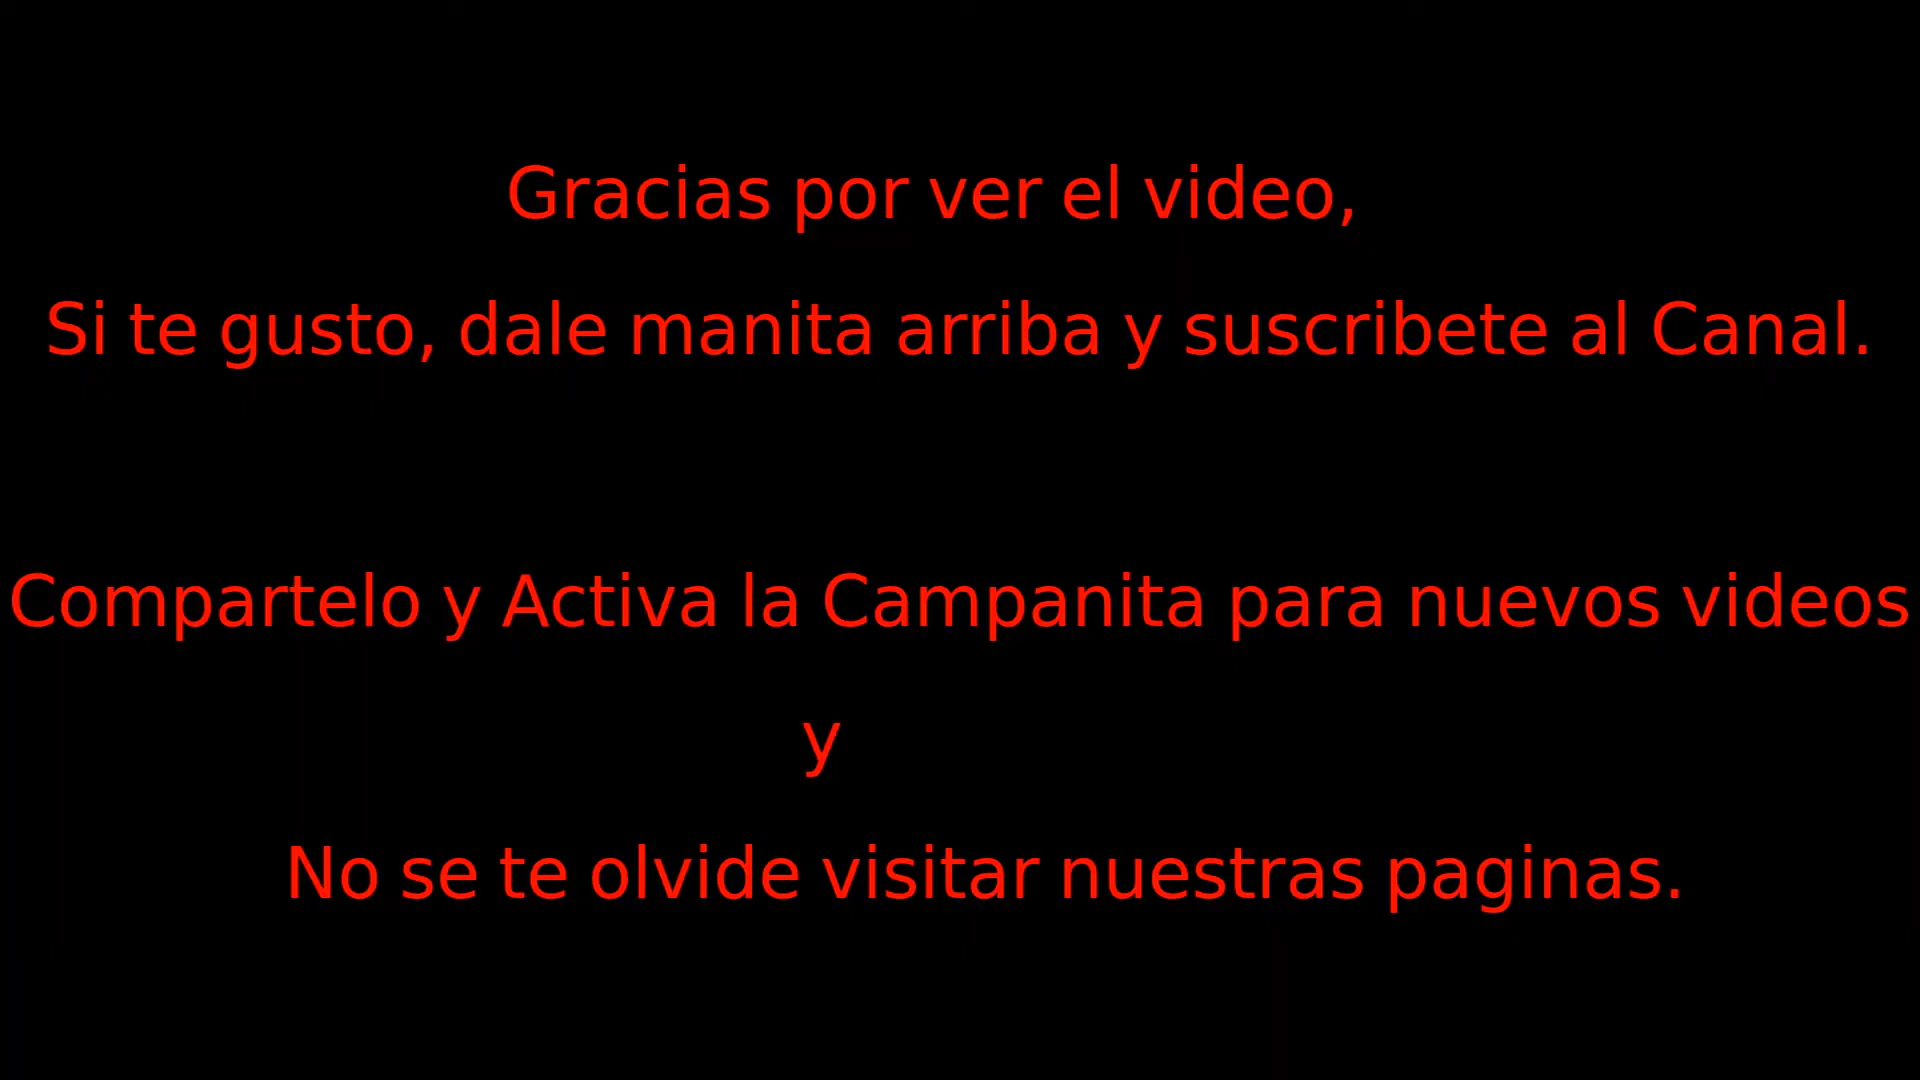 Gracias por ver el video,
Si te gusto, dale manita arriba y suscribete al Canal.
Compartelo y Activa la Campanita para nuevos videos
y
No se te olvide visitar nuestras paginas.